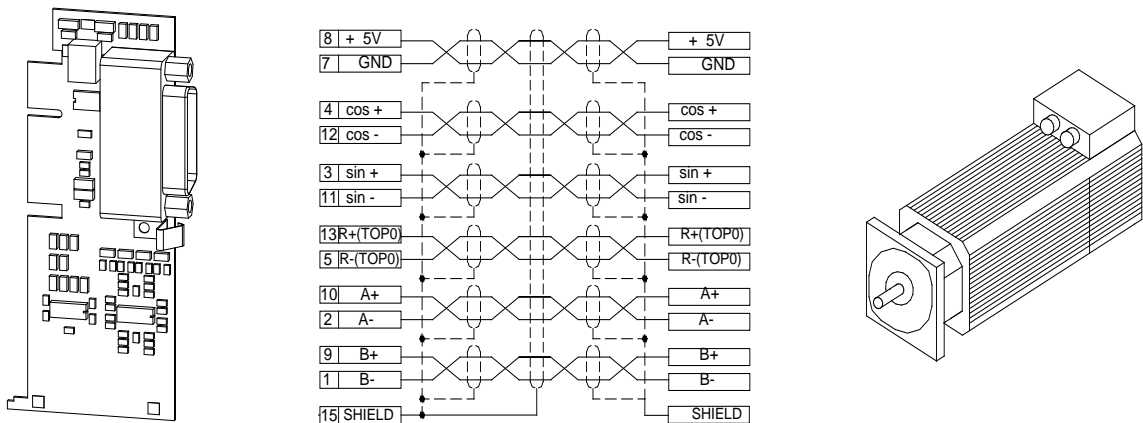 8 + 5V + 5V
7 GND GND
4 cos + cos +
12 cos - cos -
3 sin + sin +
11 sin - sin -
13 R+(TOP0) R+(TOP0)
5 R-(TOP0) R-(TOP0)
10 A+ A+
2 A- A-
9 B+ B+
1 B- B-
15 SHIELD SHIELD